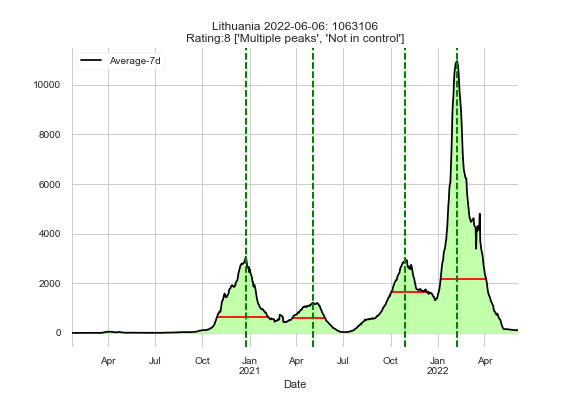 Lithuania 2022-06-06: 1063106
Rating:8 ['Multiple peaks', 'Not in control']
Average-7d
10000
8000
6000
4000
2000
0
Apr Jul Oct Jan Apr Jul Oct Jan Apr
2021 2022
Date